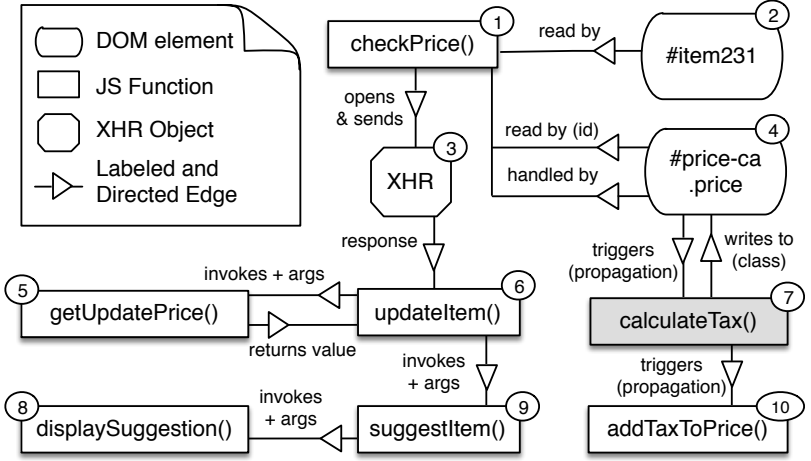 DOM element
JS Function
XHR Object
Labeled and
Directed Edge
1
checkPrice()
read by
2
#item231
opens
& sends
read by (id)
handled by
4
#price-ca
.price
3
XHR
response
triggers
(propagation)
writes to
(class)
5
getUpdatePrice()
invokes + args
returns value
6
updateItem()
7
calculateTax()
invokes
+ args
triggers
(propagation)
8
displaySuggestion()
invokes
+ args
9
suggestItem()
10
addTaxToPrice()